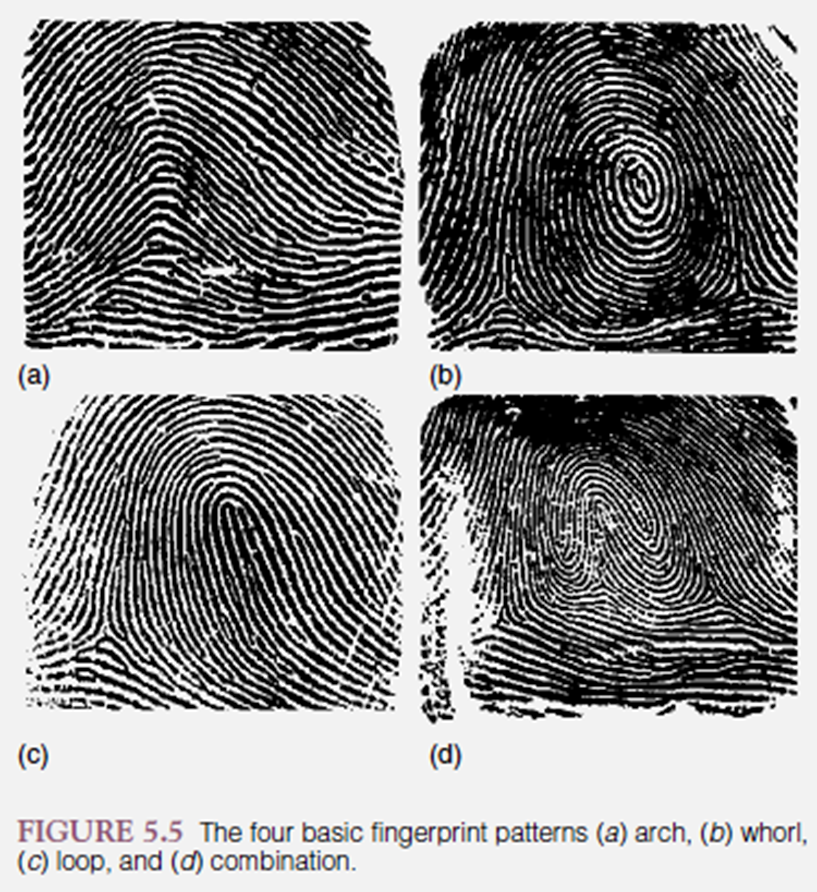 (a)
(b)
(c)
(d)
FIGURE 5.5 The four basic fingerprint patterns (a) arch, (b) whorl,
(c) loop, and (d) combination.